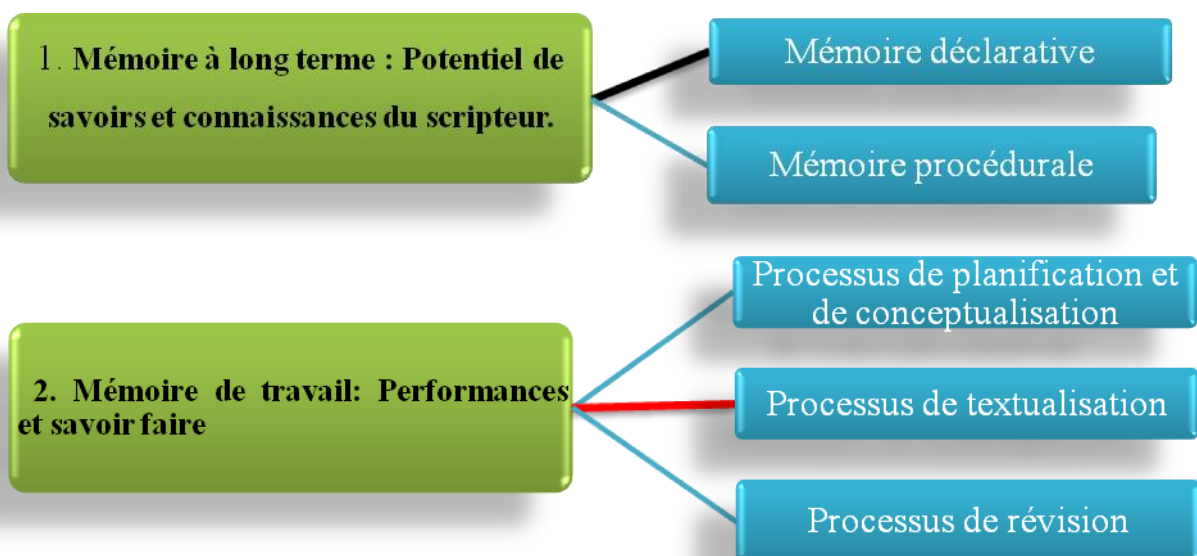 1. Mémoire à long terme : Potentiel de
savoirs et connaissances du scripteur.
Mémoire déclarative
Mémoire procédurale
2. Mémoire de travail: Performances
et savoir faire
Processus de planification et
de conceptualisation
Processus de textualisation
Processus de révision